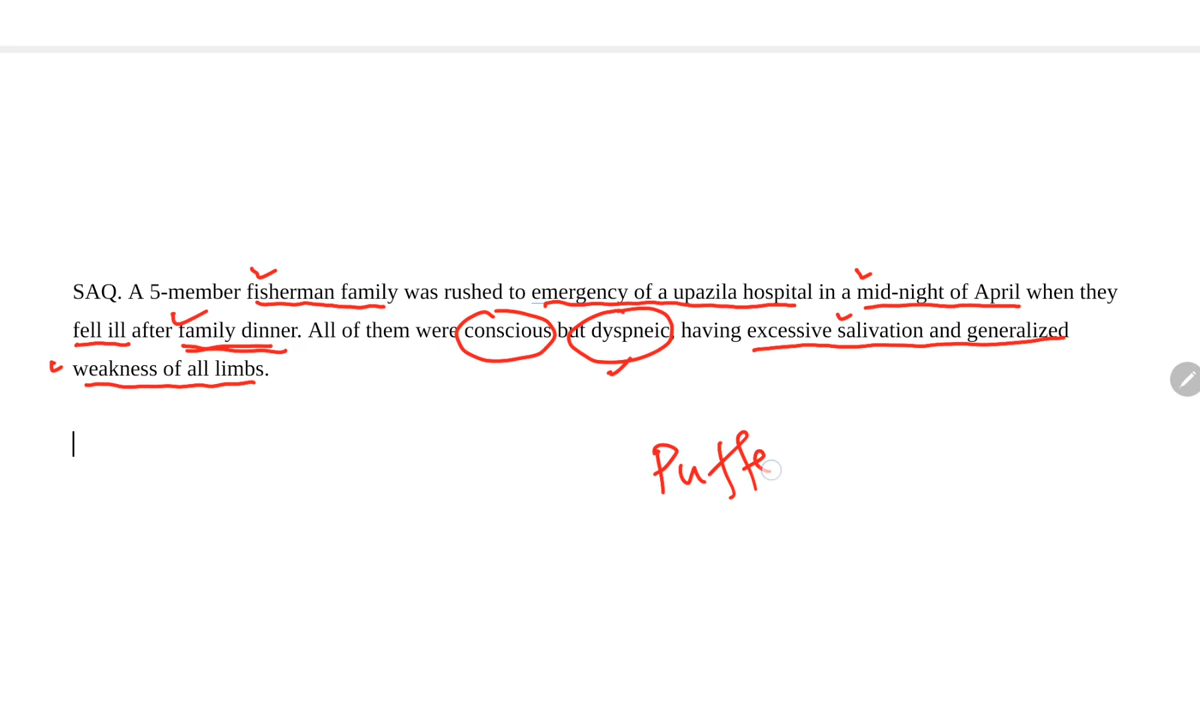 SAQ. A 5-member fisherman family was rushed to emergency of a upazila hospital in a mid-night of April when they
fell ill after family dinner. All of them were conscious but dyspneic, having excessive salivation and generalized
weakness of all limbs.
Puffe